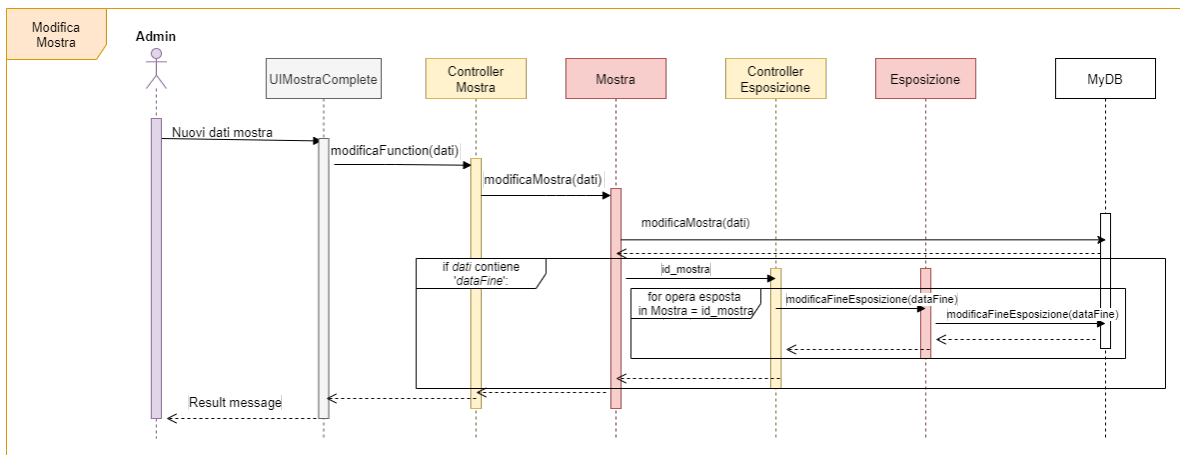 Modifica
Mostra
Admin
UIMostraComplete
Controller
Mostra
Mostra
Controller
Esposizione
Esposizione
MyDB
Nuovi dati mostra
modificaFunction(dati)
modificaMostra(dati)
modificaMostra(dati)
if dati contiene
'dataFine':
id_mostra
for opera esposta
in Mostra = id_mostra
modificaFineEsposizione(dataFine)
modificaFineEsposizione(dataFine)
Result message